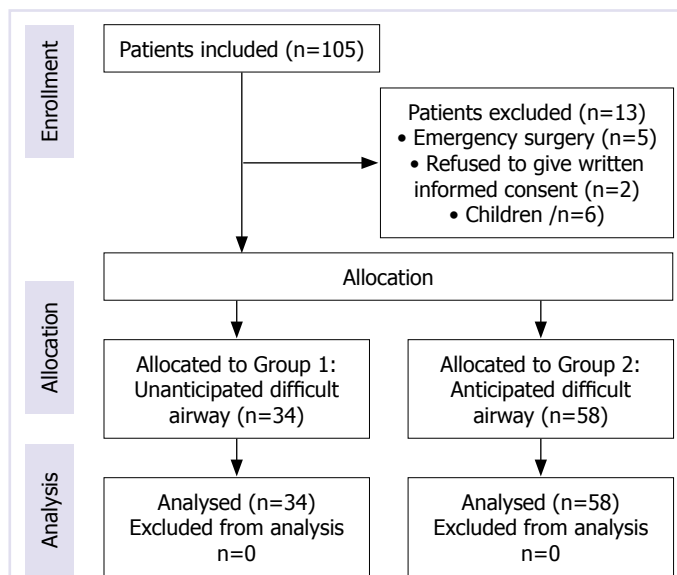 Enrollment
Patients included (n=105)
Patients excluded (n=13)
• Emergency surgery (n=5)
• Refused to give written
informed consent (n=2)
• Children /n=6)
Allocation
Allocation
Allocated to Group 1:
Unanticipated difficult
airway (n=34)
Allocated to Group 2:
Anticipated difficult
airway (n=58)
Analysis
Analysed (n=34)
Excluded from analysis
n=0
Analysed (n=58)
Excluded from analysis
n=0